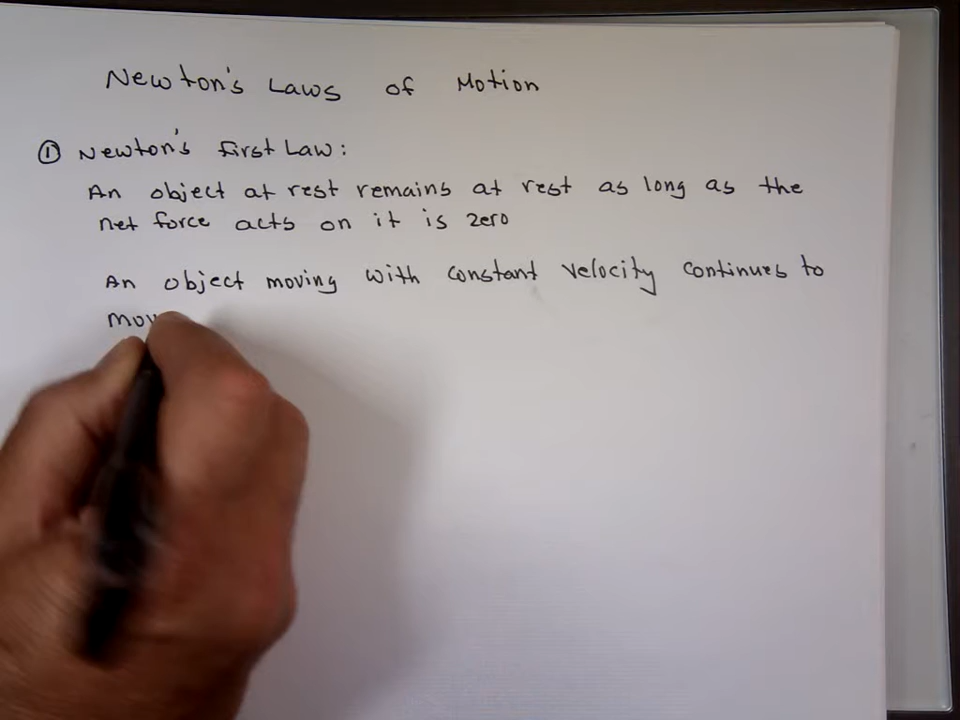 Newton's Laws of Motion
① Newton's first Law:
An object at rest remains at rest as long as the
net force acts on it is zero
An object moving with constant velocity continues to